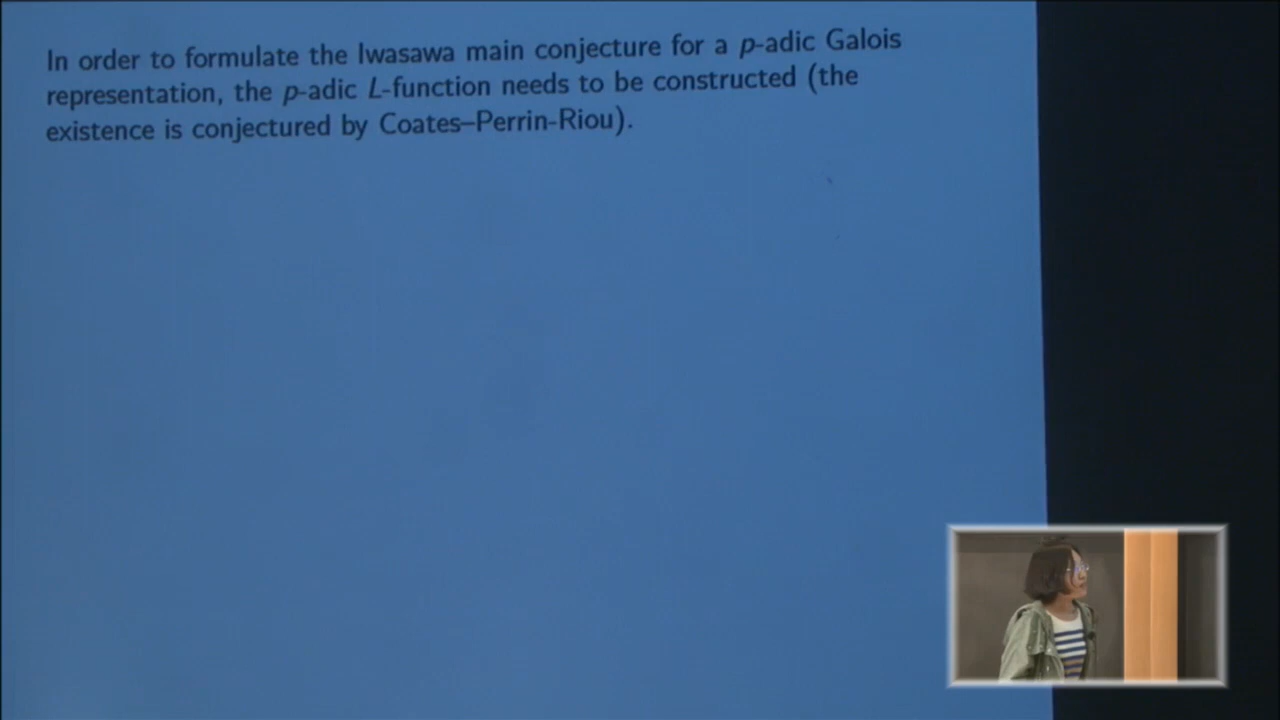 In order to formulate the Iwasawa main conjecture for a p-adic Galois
representation, the p-adic L-function needs to be constructed (the
existence is conjectured by Coates–Perrin-Riou).